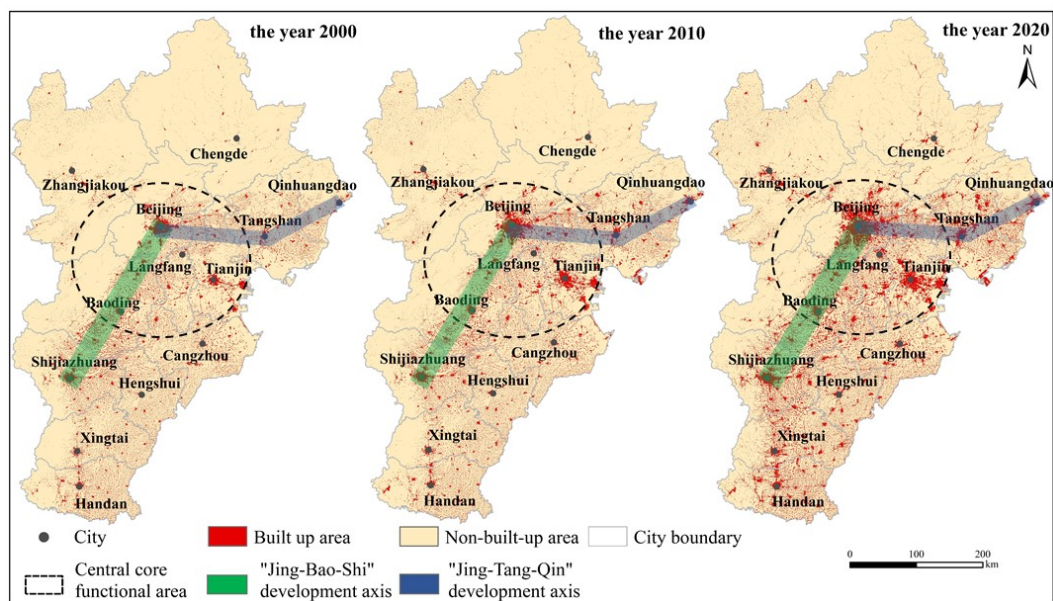 the year 2000
Chengde
Zhangjiakou
Qinhuangdao
Beijing
Tangshan
Langfang
Tianjin
Baoding
Shijiazhuang
Cangzhou
Hengshui
Xingtai
Handan
the year 2010
Chengde
Zhangjiakou
Qinhuangdao
Beijing
Tangshan
Langfang
Tianjin
Baoding
Shijiazhuang
Cangzhou
Hengshui
Xingtai
Handan
the year 2020
N
Chengde
Zhangjiakou
Qinhuangdao
Beijing
Tangshan
Langfang
Tianjin
Baoding
Shijiazhuang
Cangzhou
Hengshui
Xingtai
Handan
City
Built up area
Non-built-up area
City boundary
Central core
functional area
"Jing-Bao-Shi"
development axis
"Jing-Tang-Qin"
development axis
0 100 200
km